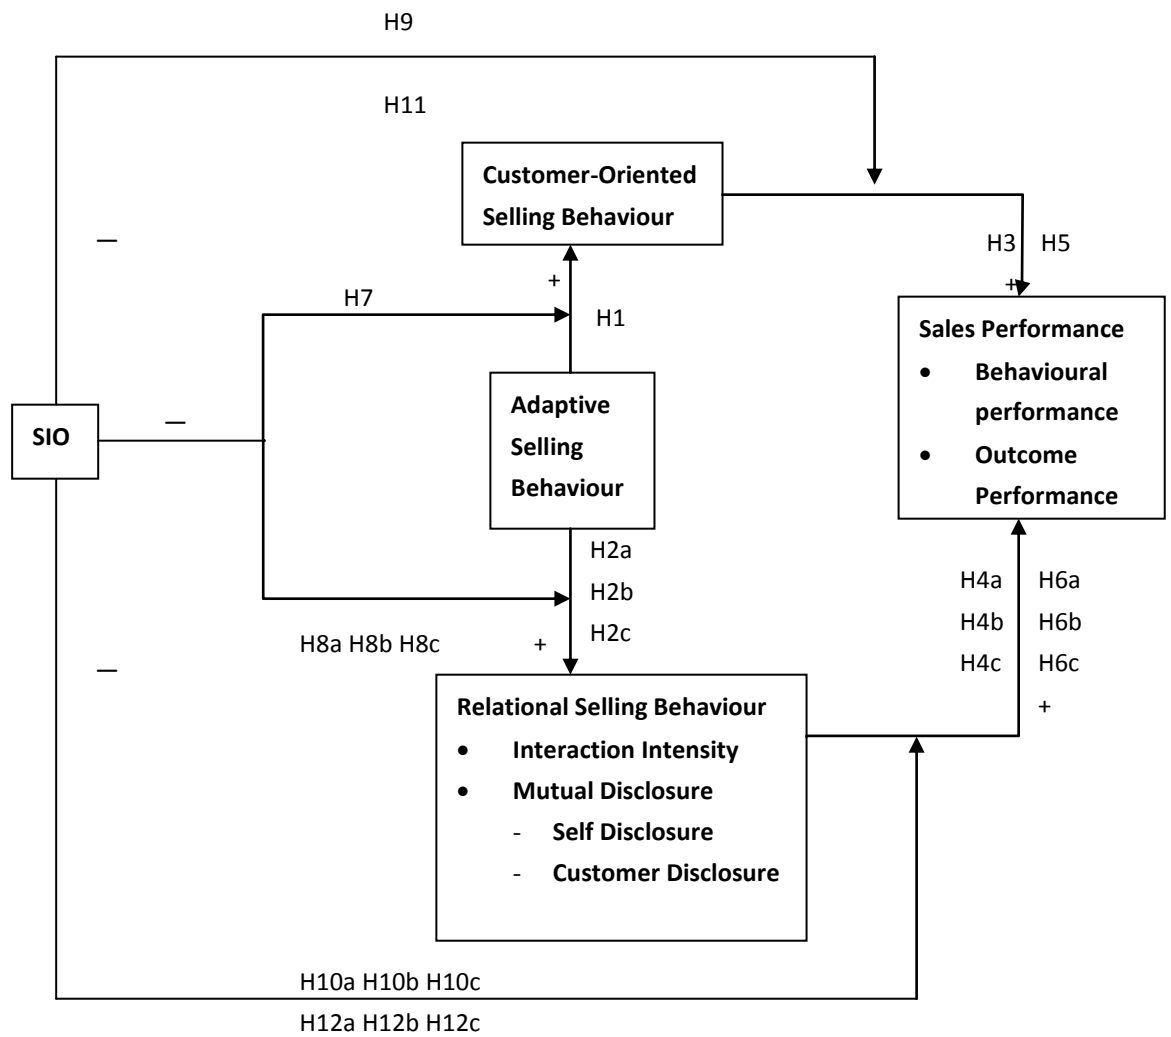 H9
H11
Customer-Oriented
Selling Behaviour
—
H3 H5
+
+
H7
H1
Sales Performance
• Behavioural
performance
• Outcome
Performance
Adaptive
Selling
Behaviour
SIO
—
H2a
H2b
H2c
H4a H6a
H4b H6b
H4c H6c
+
H8a H8b H8c
+
—
Relational Selling Behaviour
• Interaction Intensity
• Mutual Disclosure
- Self Disclosure
- Customer Disclosure
H10a H10b H10c
H12a H12b H12c